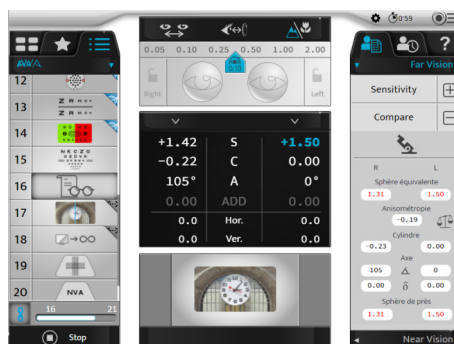 0:59
AVA/A
12
13
Z R H S V
14
15
N K C Z O
16
17
18
→∞
19
20 NVA
16 21
Stop
0.05 0.10 0.25 0.50 1.00 2.00
0.10
Right Left
+1.42 S +1.50
-0.22 C 0.00
105° A 0°
0.00 ADD 0.00
0.0 Hor. 0.0
0.0 Ver. 0.0
?
Far Vision
Sensitivity +
Compare −
R L
Sphère équivalente
1.31 1.50
Anisométropie
-0.19
Cylindre
-0.23 0.00
Axe
105 0
0.00 δ 0.00
Sphère de près
1.31 1.50
Near Vision